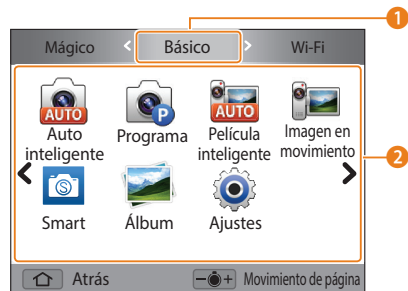 1
Mágico < Básico > Wi-Fi
AUTO P AUTO
Auto inteligente
Programa
Película inteligente
Imagen en movimiento
2
S
Smart
Álbum
Ajustes
Atrás
− + Movimiento de página